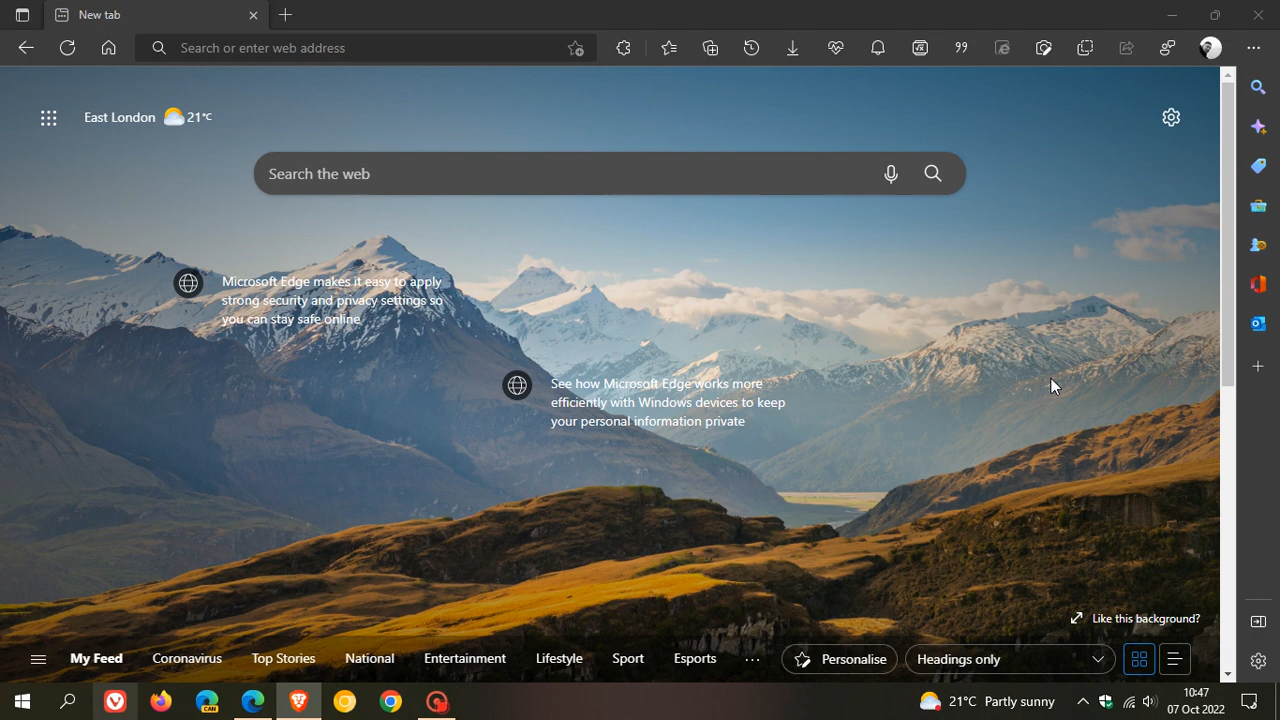 New tab
Search or enter web address
99
East London 21°C
Search the web
Microsoft Edge makes it easy to apply
strong security and privacy settings so
you can stay safe online
See how Microsoft Edge works more
efficiently with Windows devices to keep
your personal information private
Like this background?
My Feed Coronavirus Top Stories National Entertainment Lifestyle Sport Esports ... Personalise Headings only
CAN
21°C Partly sunny
10:47
07 Oct 2022